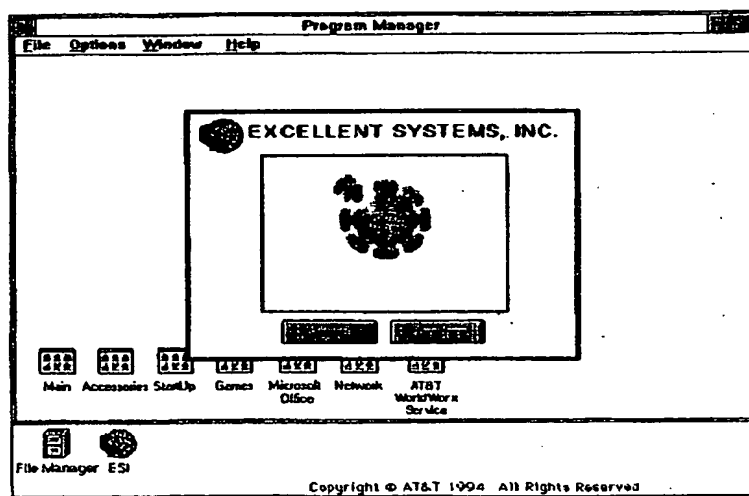 Program Manager
File Options Window Help
EXCELLENT SYSTEMS, INC.
Main Accessories StartUp Games Microsoft Office Network AT&T WorldWorx Service
File Manager ESI
Copyright © AT&T 1994 All Rights Reserved